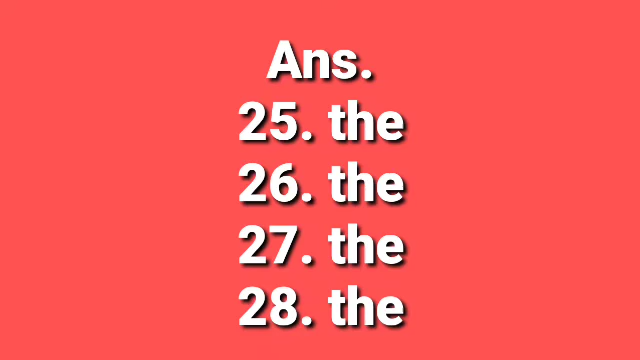 Ans.
25. the
26. the
27. the
28. the